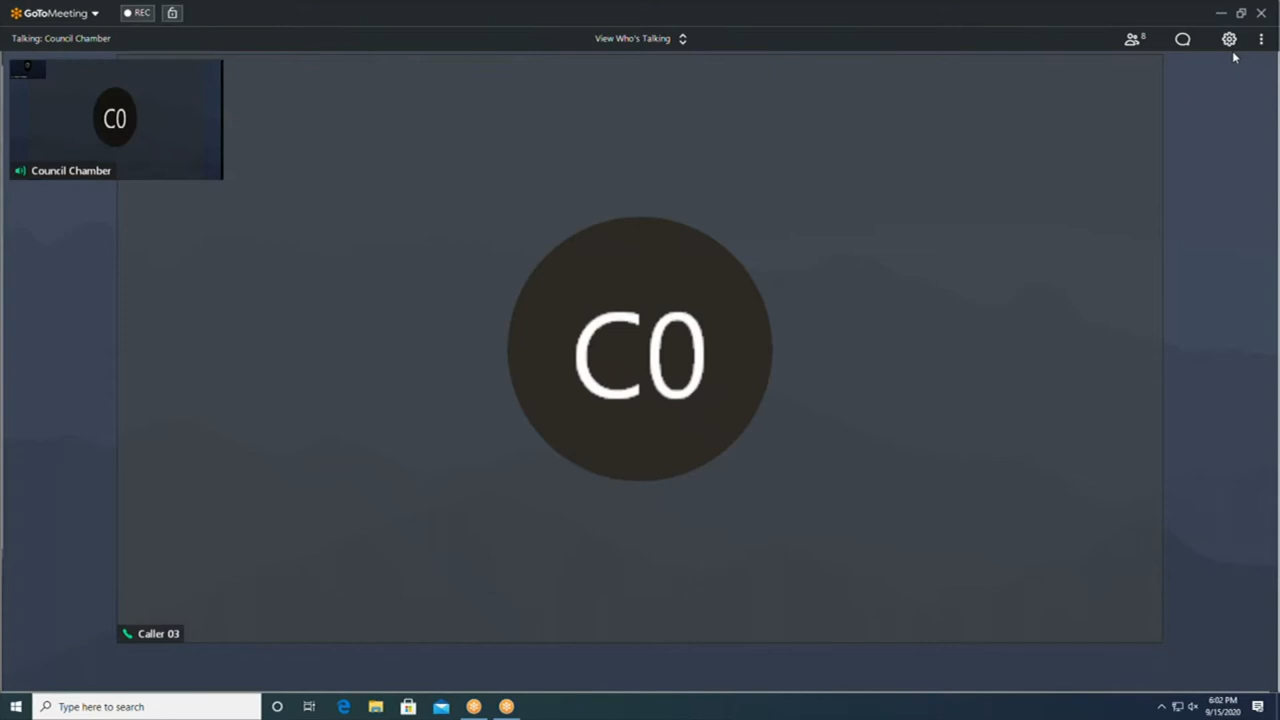 GoToMeeting
REC
Talking: Council Chamber
View Who's Talking
8
C0
Council Chamber
C0
Caller 03
Type here to search
6:02 PM
9/15/2020